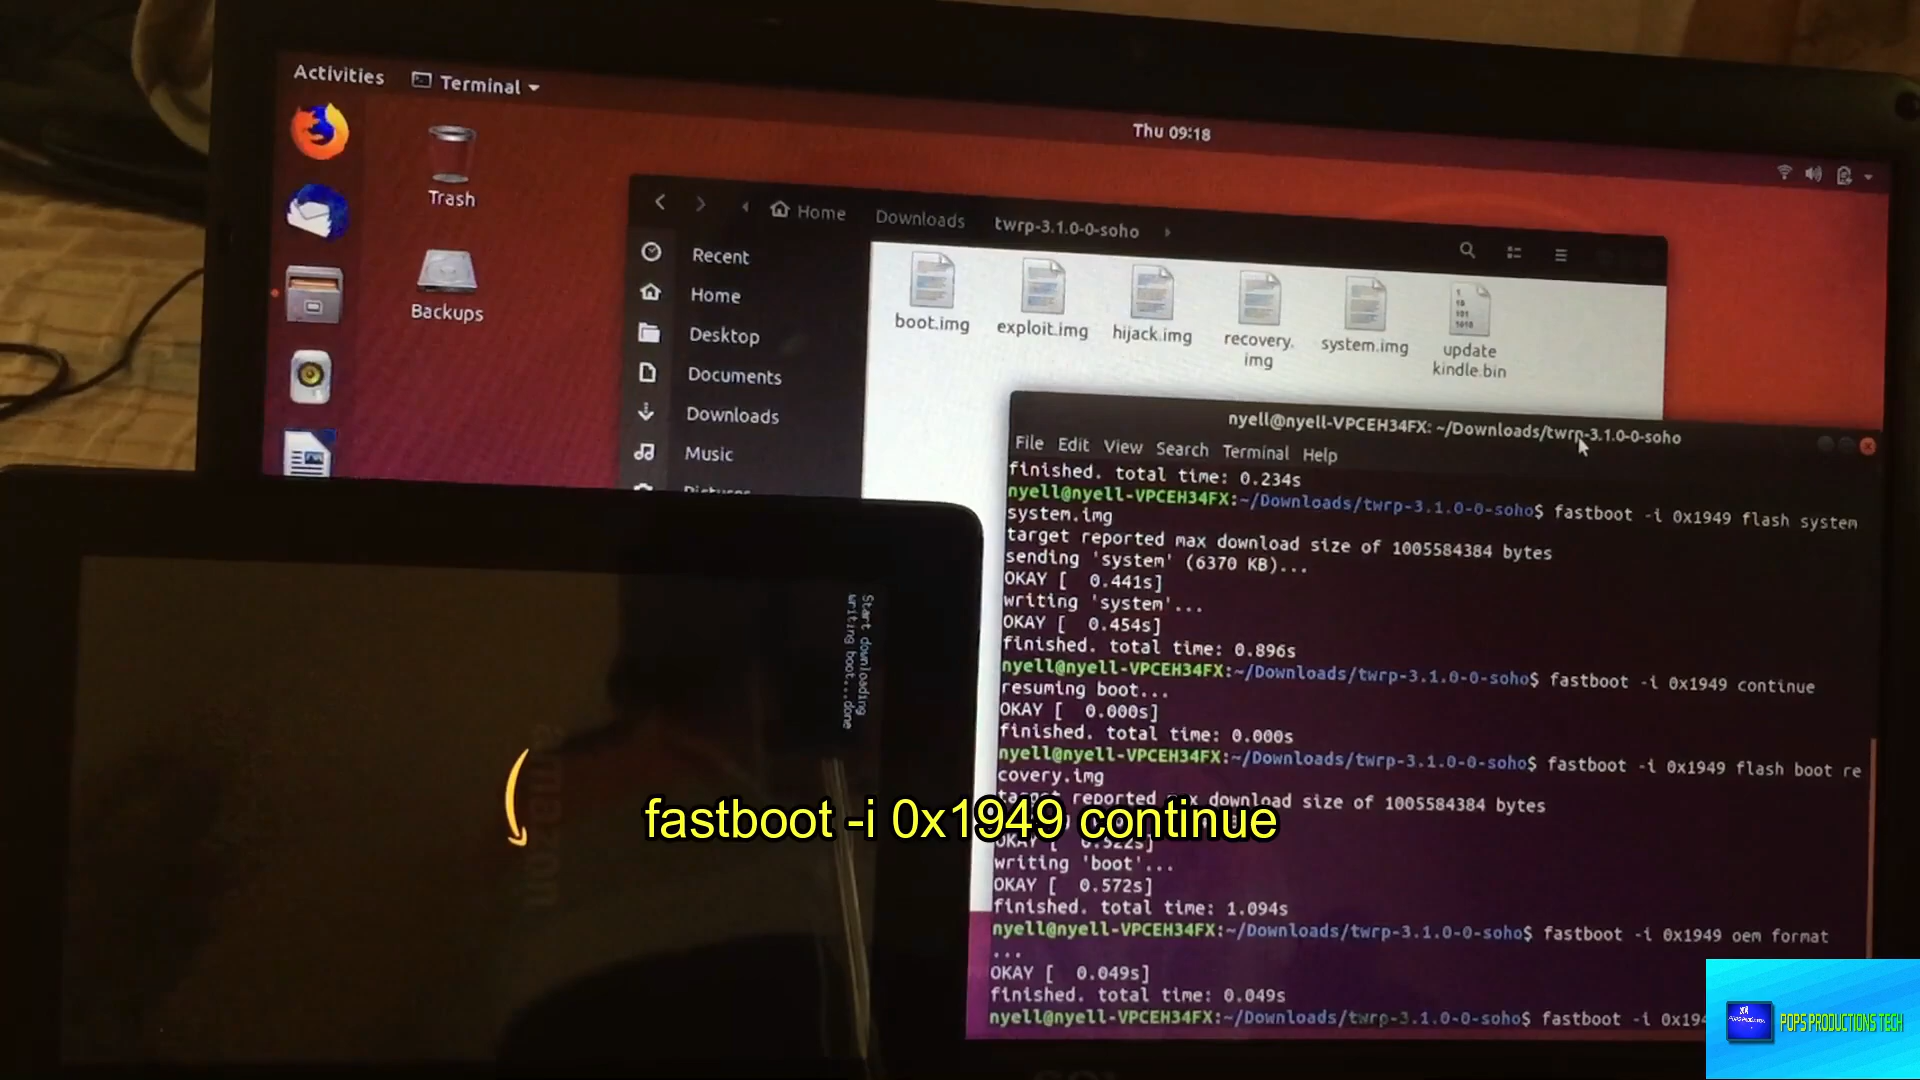 Activities
Terminal
Thu 09:18
Trash
Backups
Home
Downloads
twrp-3.1.0-0-soho
Recent
Home
Desktop
Documents
Downloads
Music
boot.img
exploit.img
hijack.img
recovery.
img
system.img
update
kindle.bin
nyell@nyell-VPCEH34FX: ~/Downloads/twrp-3.1.0-0-soho
File Edit View Search Terminal Help
finished. total time: 0.234s
nyell@nyell-VPCEH34FX:~/Downloads/twrp-3.1.0-0-soho$ fastboot -i 0x1949 flash system
system.img
target reported max download size of 1005584384 bytes
sending 'system' (6370 KB)...
OKAY [  0.441s]
writing 'system'...
OKAY [  0.454s]
finished. total time: 0.896s
nyell@nyell-VPCEH34FX:~/Downloads/twrp-3.1.0-0-soho$ fastboot -i 0x1949 continue
resuming boot...
OKAY [  0.000s]
finished. total time: 0.000s
nyell@nyell-VPCEH34FX:~/Downloads/twrp-3.1.0-0-soho$ fastboot -i 0x1949 flash boot re
covery.img
target reported max download size of 1005584384 bytes
OKAY [  0.522s]
writing 'boot'...
OKAY [  0.572s]
finished. total time: 1.094s
nyell@nyell-VPCEH34FX:~/Downloads/twrp-3.1.0-0-soho$ fastboot -i 0x1949 oem format
...
OKAY [  0.049s]
finished. total time: 0.049s
nyell@nyell-VPCEH34FX:~/Downloads/twrp-3.1.0-0-soho$ fastboot -i 0x194
Start downloading
writing boot...done
amazon
fastboot -i 0x1949 continue
POPS PRODUCTIONS TECH